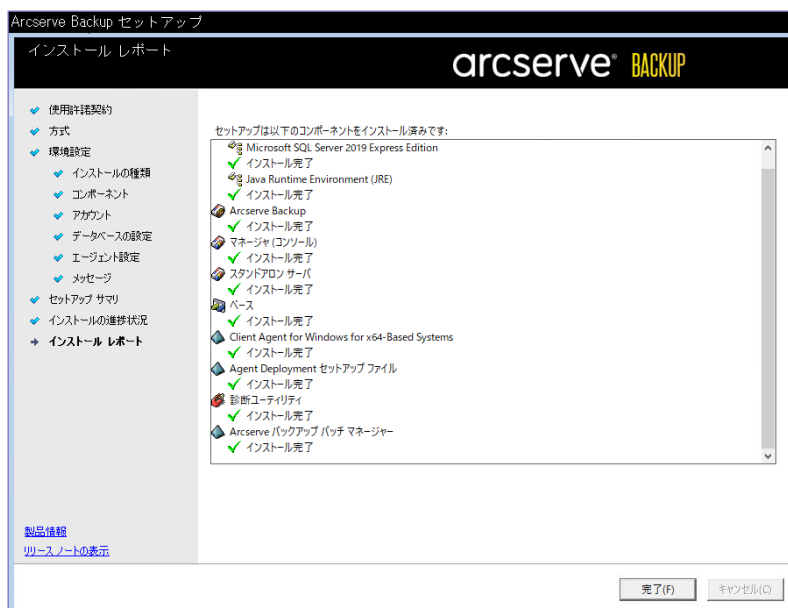 Arcserve Backup セットアップ
インストール レポート
arcserve® BACKUP
使用許諾契約
方式
環境設定
インストールの種類
コンポーネント
アカウント
データベースの設定
エージェント設定
メッセージ
セットアップ サマリ
インストールの進捗状況
インストール レポート
製品情報
リリース ノートの表示
セットアップは以下のコンポーネントをインストール済みです:
Microsoft SQL Server 2019 Express Edition
インストール完了
Java Runtime Environment (JRE)
インストール完了
Arcserve Backup
インストール完了
マネージャ (コンソール)
インストール完了
スタンドアロン サーバ
インストール完了
ベース
インストール完了
Client Agent for Windows for x64-Based Systems
インストール完了
Agent Deployment セットアップ ファイル
インストール完了
診断ユーティリティ
インストール完了
Arcserve バックアップ パッチ マネージャー
インストール完了
完了(F)
キャンセル(C)